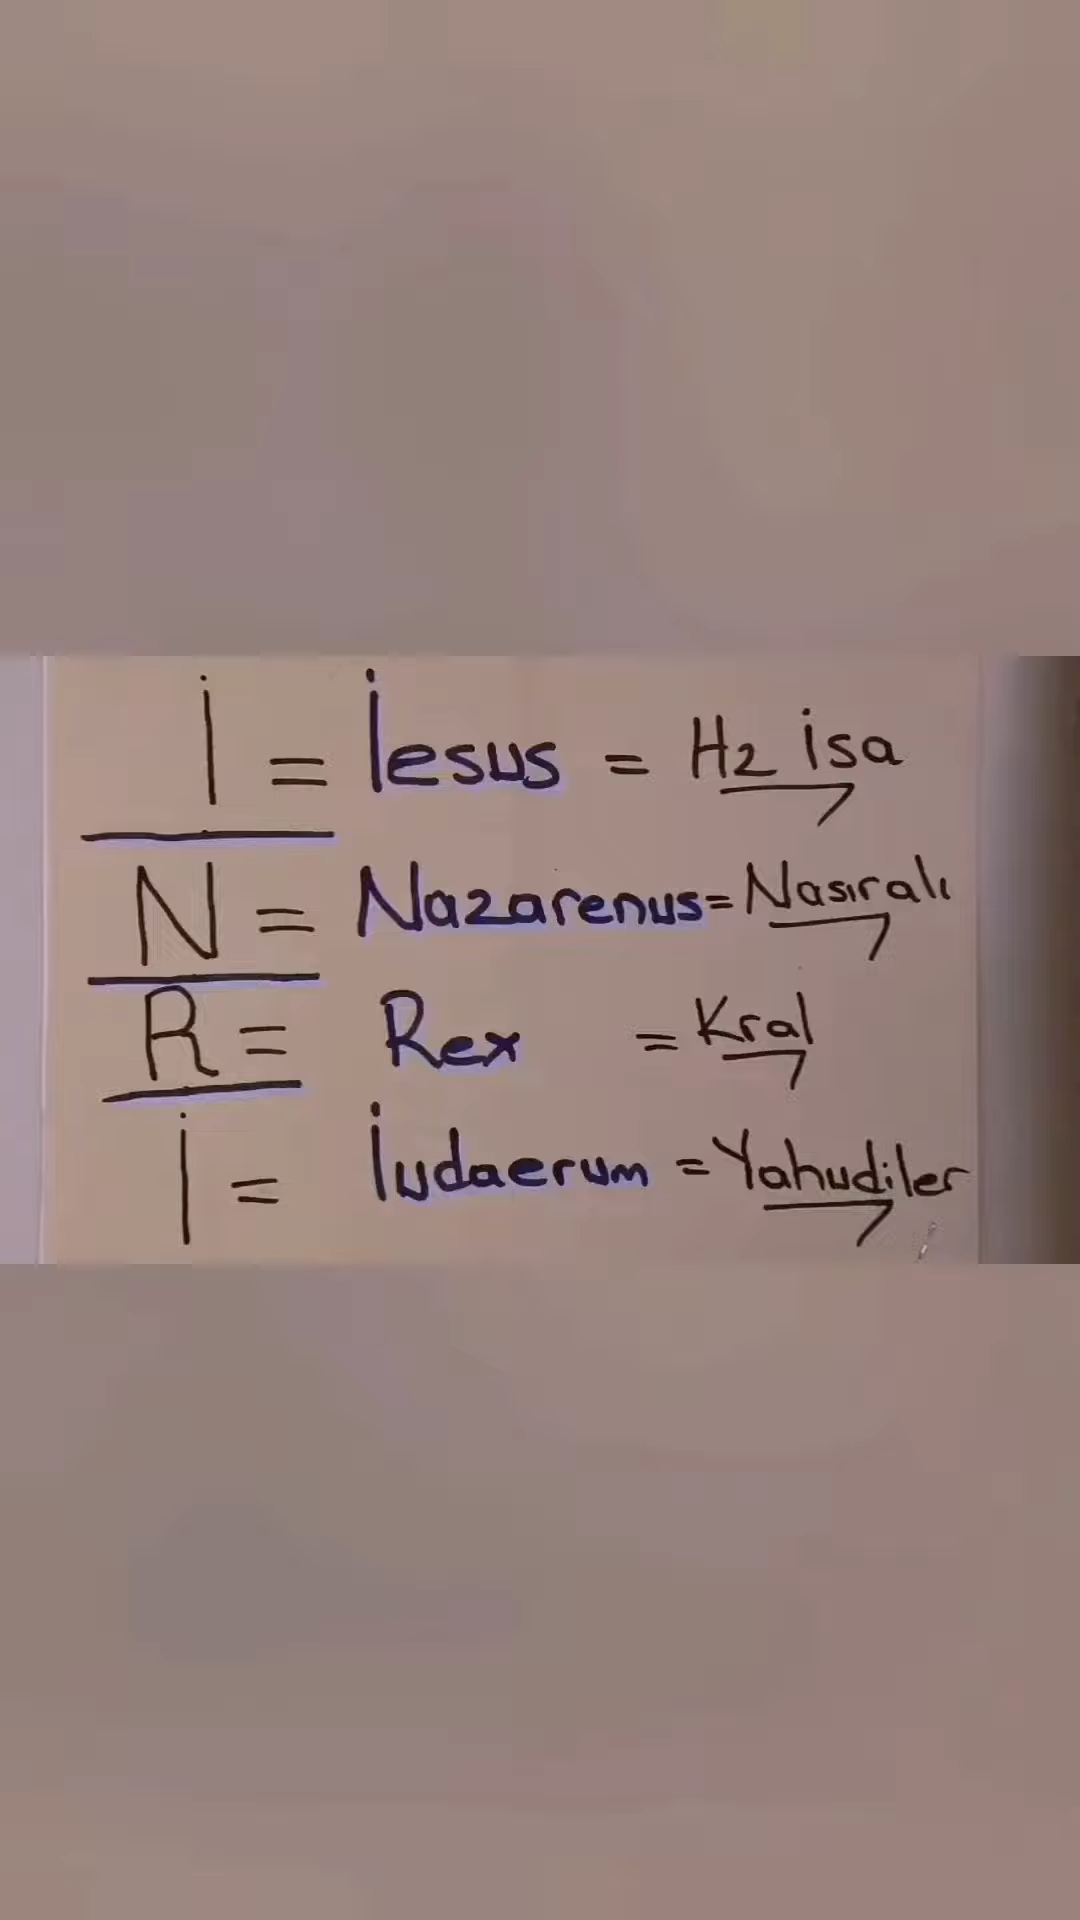 İ = İesus = Hz İsa
N = Nazarenus = Nasıralı
R = Rex = Kral
İ = İudaerum = Yahudiler